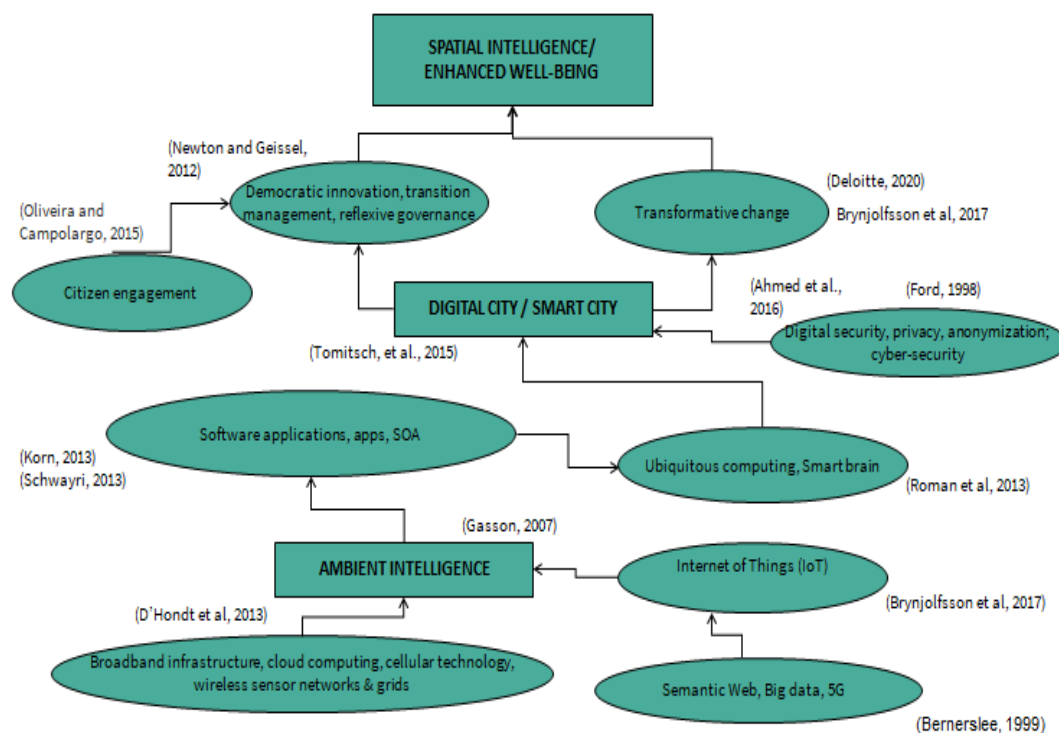 SPATIAL INTELLIGENCE/
ENHANCED WELL-BEING
(Newton and Geissel,
2012)
Democratic innovation, transition
management, reflexive governance
(Deloitte, 2020)
Brynjolfsson et al, 2017
Transformative change
(Oliveira and
Campolargo, 2015)
Citizen engagement
DIGITAL CITY / SMART CITY
(Ahmed et al.,
2016)
(Ford, 1998)
Digital security, privacy, anonymization;
cyber-security
(Tomitsch, et al., 2015)
Software applications, apps, SOA
(Korn, 2013)
(Schwayri, 2013)
Ubiquitous computing, Smart brain
(Roman et al, 2013)
(Gasson, 2007)
AMBIENT INTELLIGENCE
Internet of Things (IoT)
(Brynjolfsson et al, 2017)
(D'Hondt et al, 2013)
Broadband infrastructure, cloud computing, cellular technology,
wireless sensor networks & grids
Semantic Web, Big data, 5G
(Bernerslee, 1999)